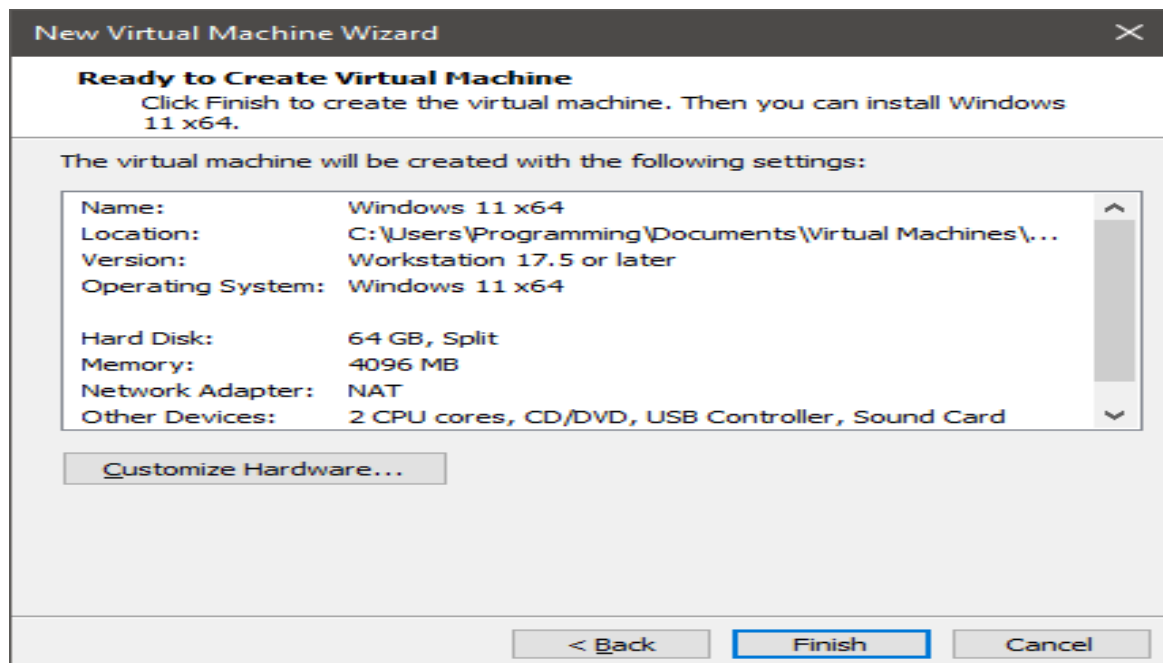 New Virtual Machine Wizard
Ready to Create Virtual Machine
Click Finish to create the virtual machine. Then you can install Windows
11 x64.
The virtual machine will be created with the following settings:
Name: Windows 11 x64
Location: C:\Users\Programming\Documents\Virtual Machines\...
Version: Workstation 17.5 or later
Operating System: Windows 11 x64
Hard Disk: 64 GB, Split
Memory: 4096 MB
Network Adapter: NAT
Other Devices: 2 CPU cores, CD/DVD, USB Controller, Sound Card
Customize Hardware...
< Back Finish Cancel